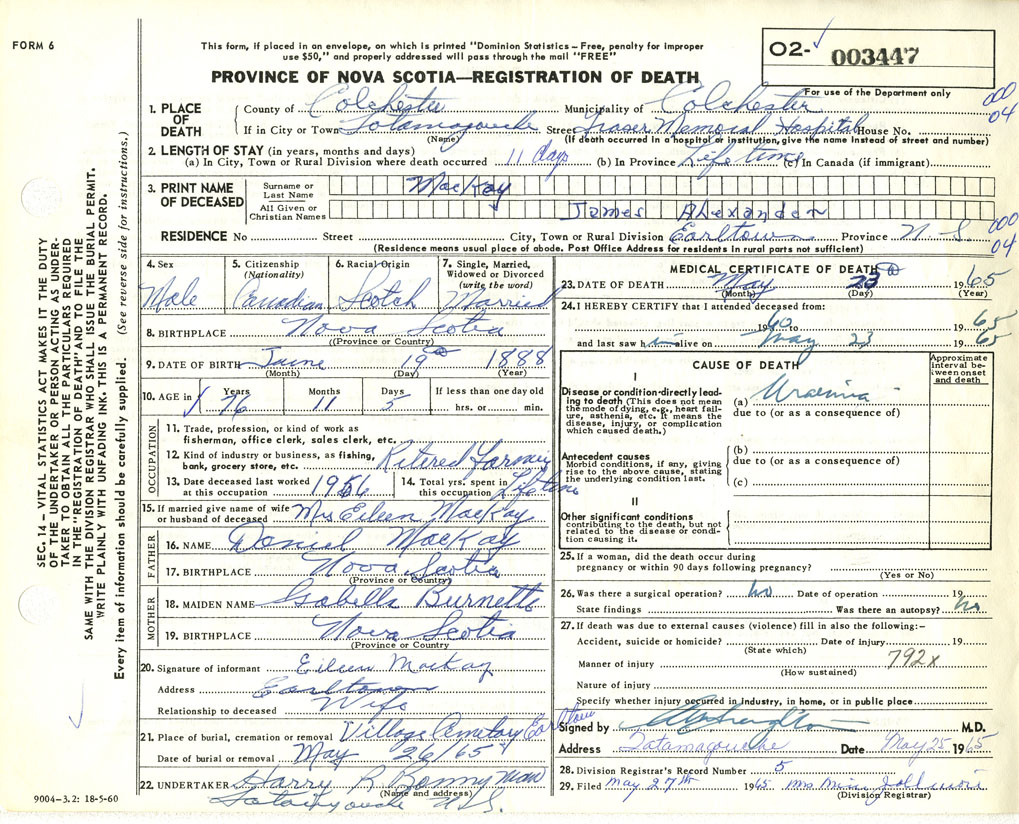 FORM 6
This form, if placed in an envelope, on which is printed "Dominion Statistics – Free, penalty for improper
use $50," and properly addressed will pass through the mail "FREE"
O2- 003447
For use of the Department only
PROVINCE OF NOVA SCOTIA—REGISTRATION OF DEATH
000
04
1. PLACE OF DEATH
County of Colchester Municipality of Colchester
If in City or Town Tatamagouche Street Fraser Memorial Hospital House No.
(Name) (If death occurred in a hospital or institution, give the name instead of street and number)
2. LENGTH OF STAY (in years, months and days)
(a) In City, Town or Rural Division where death occurred 11 days (b) In Province Life time (c) In Canada (if immigrant)
3. PRINT NAME OF DECEASED
Surname or Last Name MacKay
All Given or Christian Names James Alexander
RESIDENCE No Street City, Town or Rural Division Earltown Province N-S
000
04
(Residence means usual place of abode. Post Office Address for residents in rural parts not sufficient)
4. Sex Male
5. Citizenship (Nationality) Canadian
6. Racial Origin Scotch
7. Single, Married, Widowed or Divorced (write the word) Married
8. BIRTHPLACE Nova Scotia
(Province or Country)
9. DATE OF BIRTH June 19 1888
(Month) (Day) (Year)
10. AGE in Years 76 Months 11 Days 5 If less than one day old hrs. or min.
OCCUPATION
11. Trade, profession, or kind of work as
fisherman, office clerk, sales clerk, etc.
12. Kind of industry or business, as fishing,
bank, grocery store, etc. Ritered Farmer
13. Date deceased last worked
at this occupation 1956
14. Total yrs. spent in
this occupation Lifetime
15. If married give name of wife
or husband of deceased Mrs Eileen MacKay
FATHER
16. NAME Daniel MacKay
17. BIRTHPLACE Nova Scotia
(Province or Country)
MOTHER
18. MAIDEN NAME Isabella Burnett
19. BIRTHPLACE Nova Scotia
(Province or Country
20. Signature of informant Eileen Mackay
Address Earltown
Relationship to deceased Wife
21. Place of burial, cremation or removal Village Cemetary Earltown
Date of burial or removal May 26/65
22. UNDERTAKER Harry R Bonnyman
(Name and address)
Tatamagouche N.S.
9004-3.2: 18-5-60
MEDICAL CERTIFICATE OF DEATH
23. DATE OF DEATH May 23 1965
(Month) (Day) (Year)
24. I HEREBY CERTIFY that I attended deceased from:
1960 to 1965
and last saw h im alive on May 23 1965
CAUSE OF DEATH
Approximate interval between onset and death
I
Disease or condition directly leading to death (This does not mean the mode of dying, e.g., heart failure, asthenia, etc. It means the disease, injury, or complication which caused death.)
(a) Uraemia
due to (or as a consequence of)
Antecedent causes
Morbid conditions, if any, giving rise to the above cause, stating the underlying condition last.
(b)
due to (or as a consequence of)
(c)
II
Other significant conditions
contributing to the death, but not related to the disease or condition causing it.
25. If a woman, did the death occur during
pregnancy or within 90 days following pregnancy?
(Yes or No)
26. Was there a surgical operation? no Date of operation 19
State findings Was there an autopsy? no
27. If death was due to external causes (violence) fill in also the following:–
Accident, suicide or homicide? Date of injury 19
(State which)
Manner of injury 792x
(How sustained)
Nature of injury
Specify whether injury occurred in industry, in home, or in public place
Signed by M.D.
Address Tatamagouche Date May 25 1965
28. Division Registrar's Record Number 5
29. Filed May 27th 1965 Mrs
(Division Registrar)
SEC. 14 – VITAL STATISTICS ACT MAKES IT THE DUTY
OF THE UNDERTAKER OR PERSON ACTING AS UNDER-
TAKER TO OBTAIN ALL THE PARTICULARS REQUIRED
IN THE "REGISTRATION OF DEATH" AND TO FILE THE
SAME WITH THE DIVISION REGISTRAR WHO SHALL ISSUE THE BURIAL PERMIT.
WRITE PLAINLY WITH UNFADING INK. THIS IS A PERMANENT RECORD.
Every item of information should be carefully supplied. (See reverse side for instructions.)